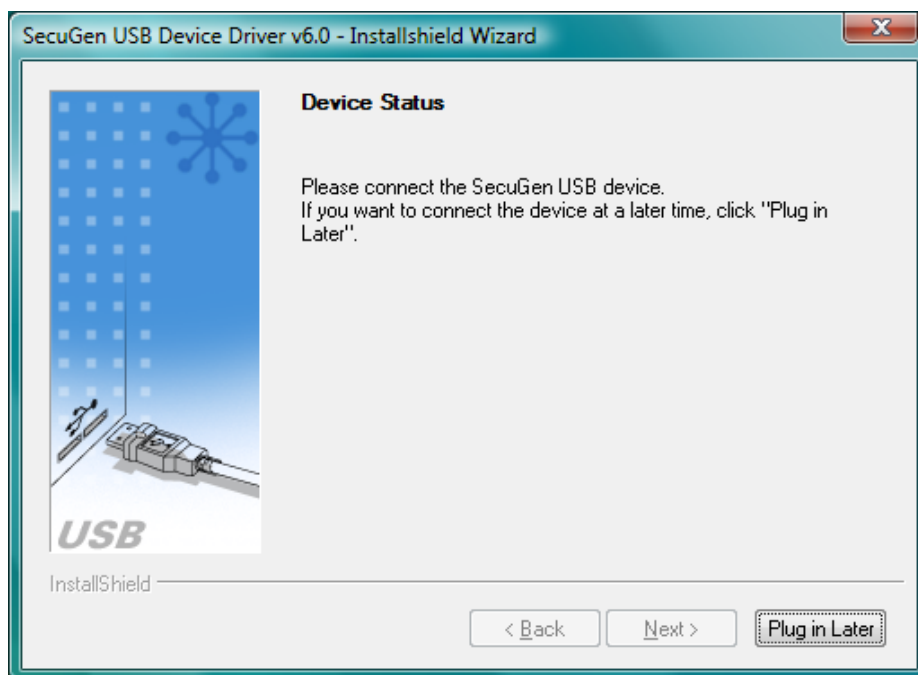 SecuGen USB Device Driver v6.0 - Installshield Wizard
Device Status
Please connect the SecuGen USB device.
If you want to connect the device at a later time, click "Plug in
Later".
USB
InstallShield
< Back
Next >
Plug in Later